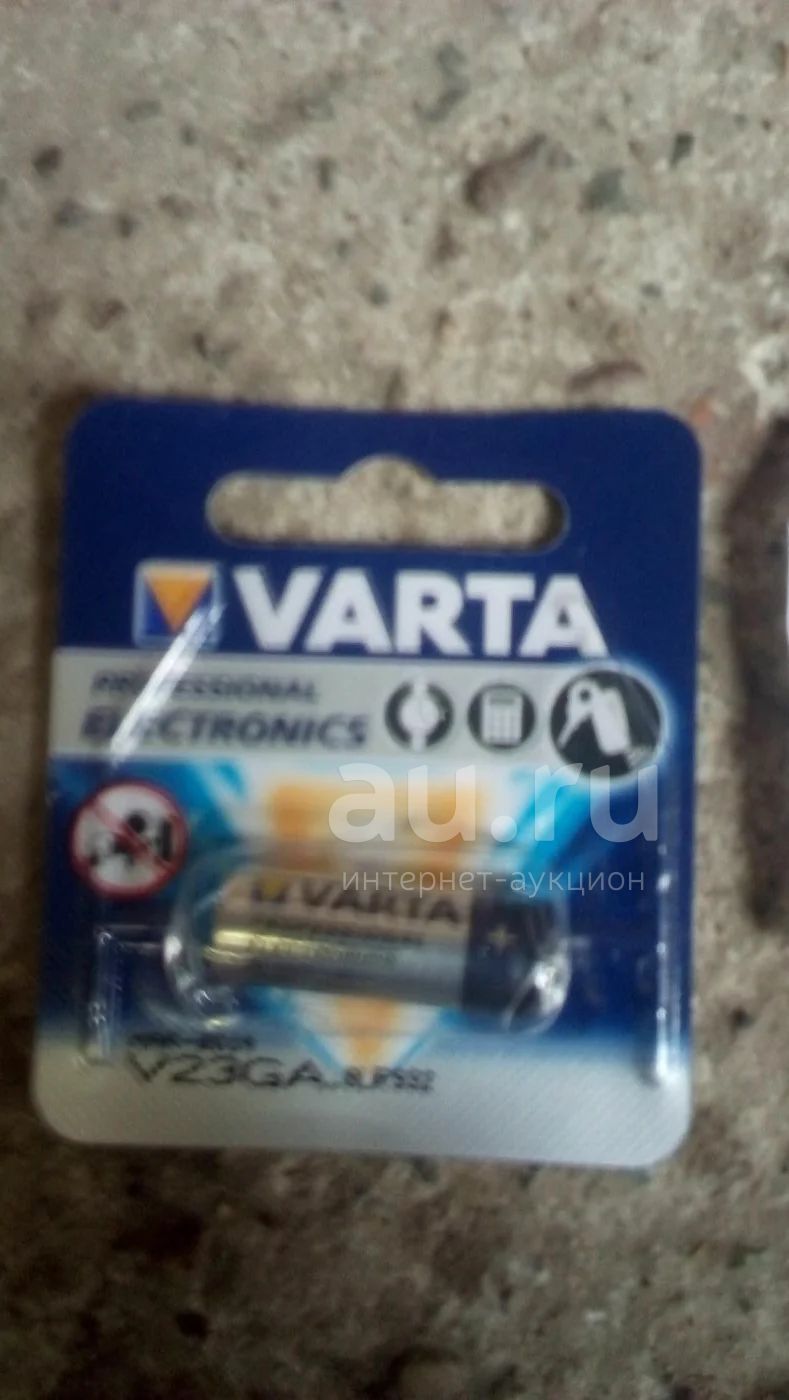 VARTA
PROFESSIONAL
ELECTRONICS
au.ru
интернет-аукцион
VARTA
+
V23GA